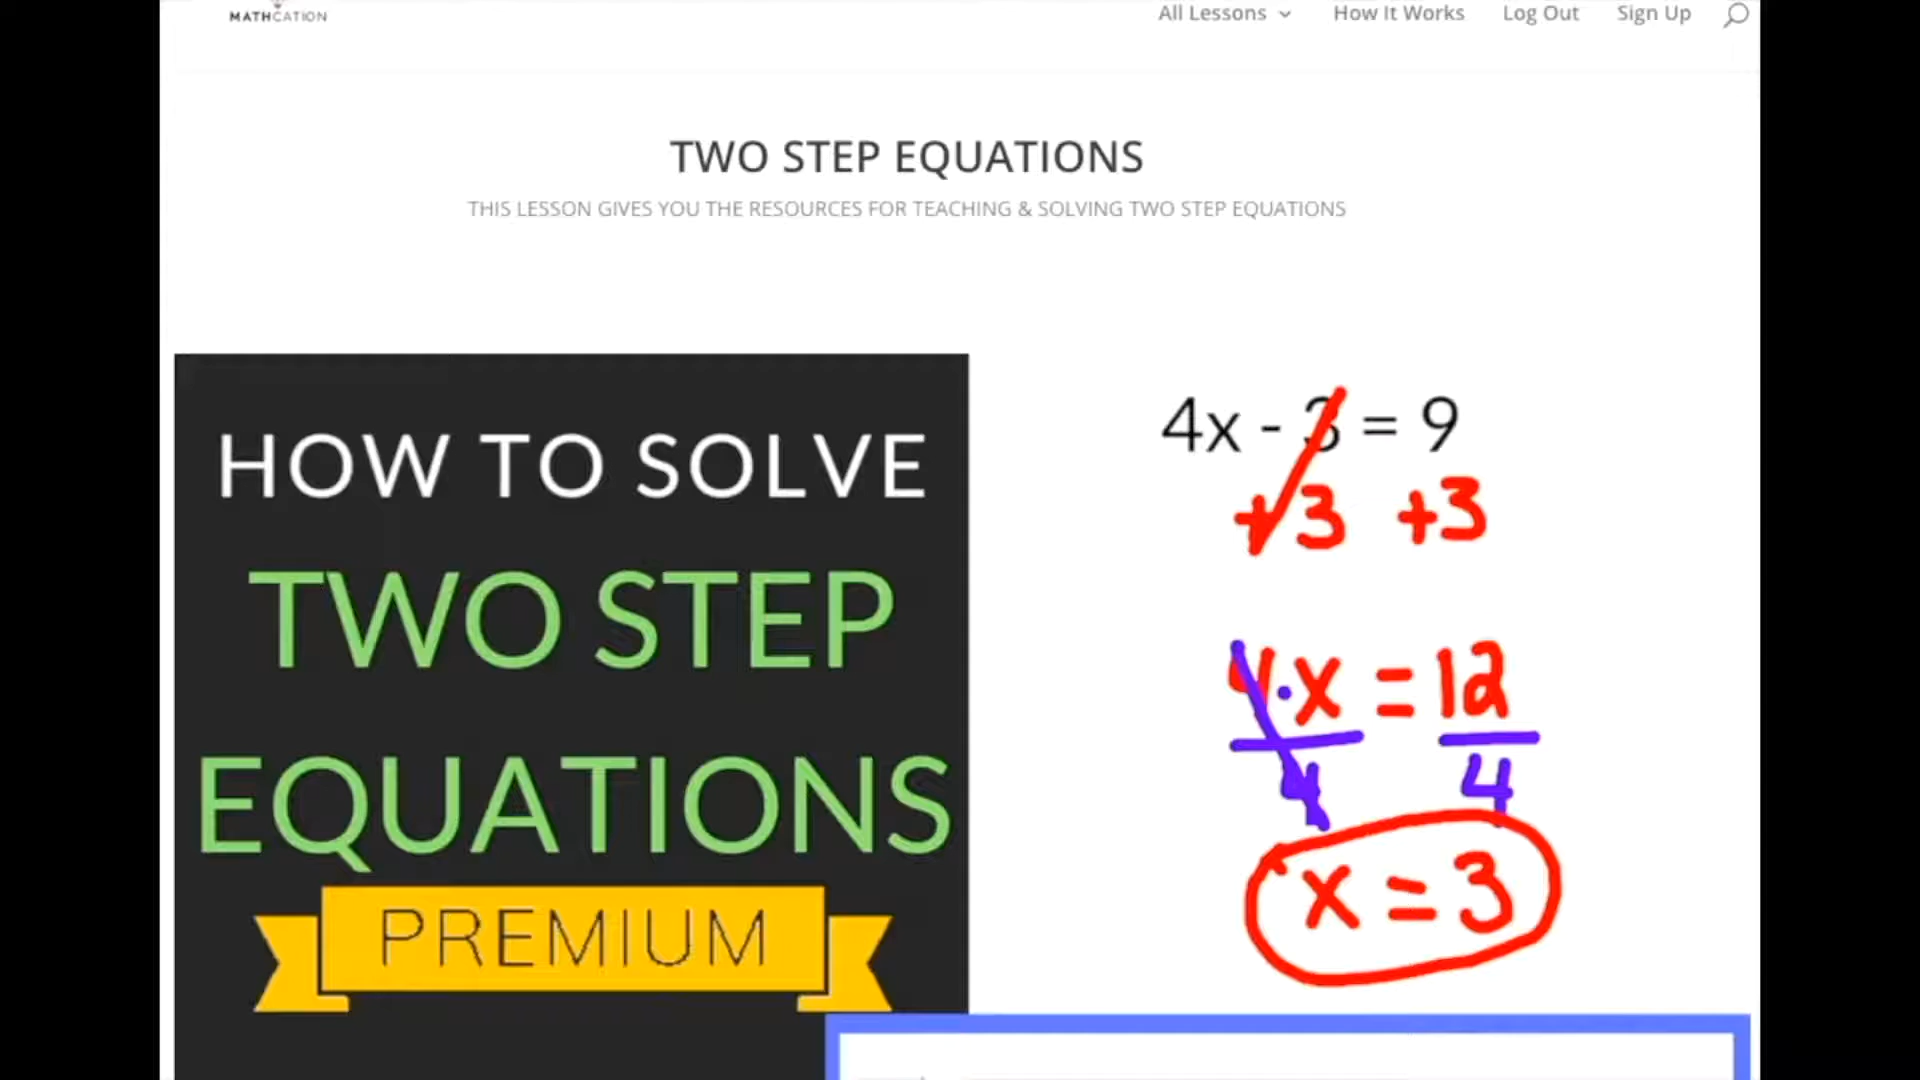 MATHCATION
All Lessons How It Works Log Out Sign Up
TWO STEP EQUATIONS
THIS LESSON GIVES YOU THE RESOURCES FOR TEACHING & SOLVING TWO STEP EQUATIONS
HOW TO SOLVE
TWO STEP
EQUATIONS
PREMIUM
4x - 3 = 9
+3 +3
4·x = 12
4 4
x = 3